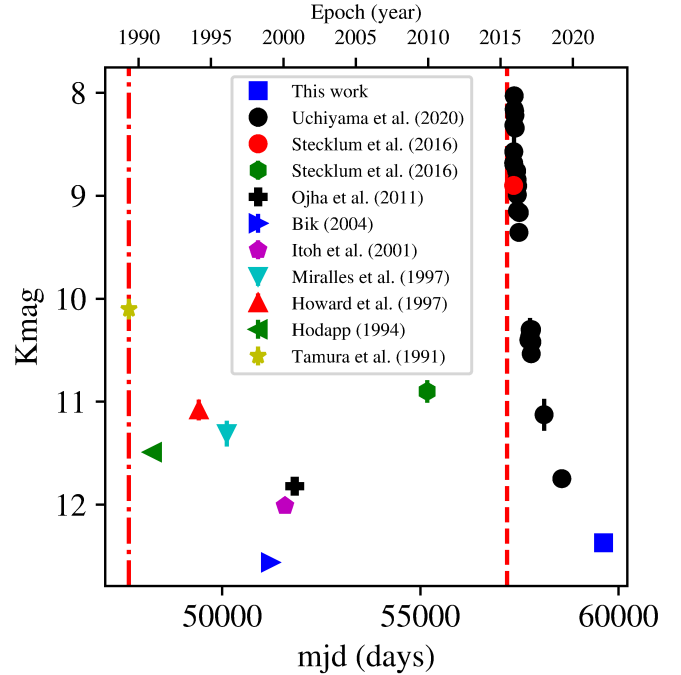 Epoch (year)
1990 1995 2000 2005 2010 2015 2020
This work
Uchiyama et al. (2020)
Stecklum et al. (2016)
Stecklum et al. (2016)
Ojha et al. (2011)
Bik (2004)
Itoh et al. (2001)
Miralles et al. (1997)
Howard et al. (1997)
Hodapp (1994)
Tamura et al. (1991)
8
9
10
11
12
Kmag
50000 55000 60000
mjd (days)